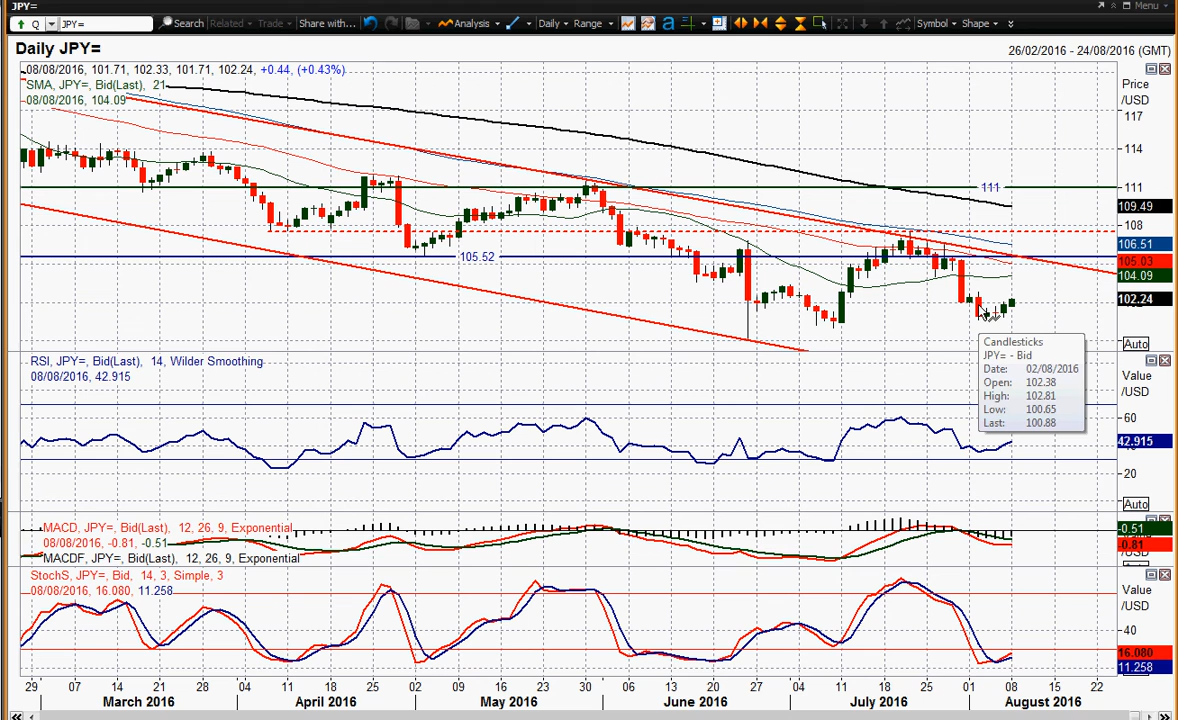 JPY=
Menu
Q JPY= Search Related Trade Share with... Analysis Daily Range a Symbol Shape
Daily JPY=
26/02/2016 - 24/08/2016 (GMT)
08/08/2016, 101.71, 102.33, 101.71, 102.24, +0.44, (+0.43%)
SMA, JPY=, Bid(Last), 21
08/08/2016, 104.09
Price
/USD
117
114
111
111
109.49
108
106.51
105.52
105.03
104.09
102.24
Auto
Candlesticks
JPY= - Bid
Date: 02/08/2016
Open: 102.38
High: 102.81
Low: 100.65
Last: 100.88
RSI, JPY=, Bid(Last), 14, Wilder Smoothing
08/08/2016, 42.915
Value
/USD
60
42.915
20
Auto
MACD, JPY=, Bid(Last), 12, 26, 9, Exponential
08/08/2016, -0.81, -0.51
MACDF, JPY=, Bid(Last), 12, 26, 9, Exponential
-0.51
-0.81
StochS, JPY=, Bid, 14, 3, Simple, 3
08/08/2016, 16.080, 11.258
Value
/USD
40
16.080
11.258
29 07 14 21 28 04 11 18 25 02 09 16 23 30 06 13 20 27 04 11 18 25 01 08 15 22
March 2016 April 2016 May 2016 June 2016 July 2016 August 2016